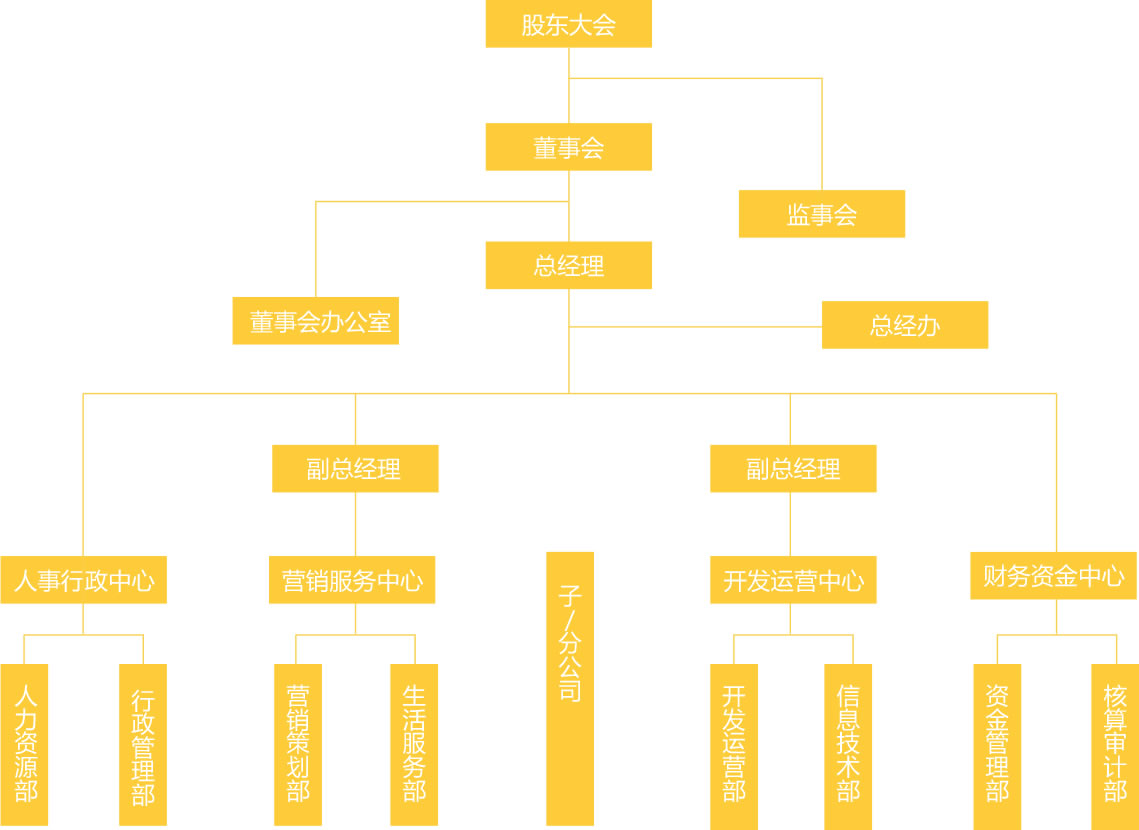 股东大会
董事会
监事会
总经理
董事会办公室
总经办
副总经理
副总经理
人事行政中心
营销服务中心
子/分公司
开发运营中心
财务资金中心
人力资源部
行政管理部
营销策划部
生活服务部
开发运营部
信息技术部
资金管理部
核算审计部